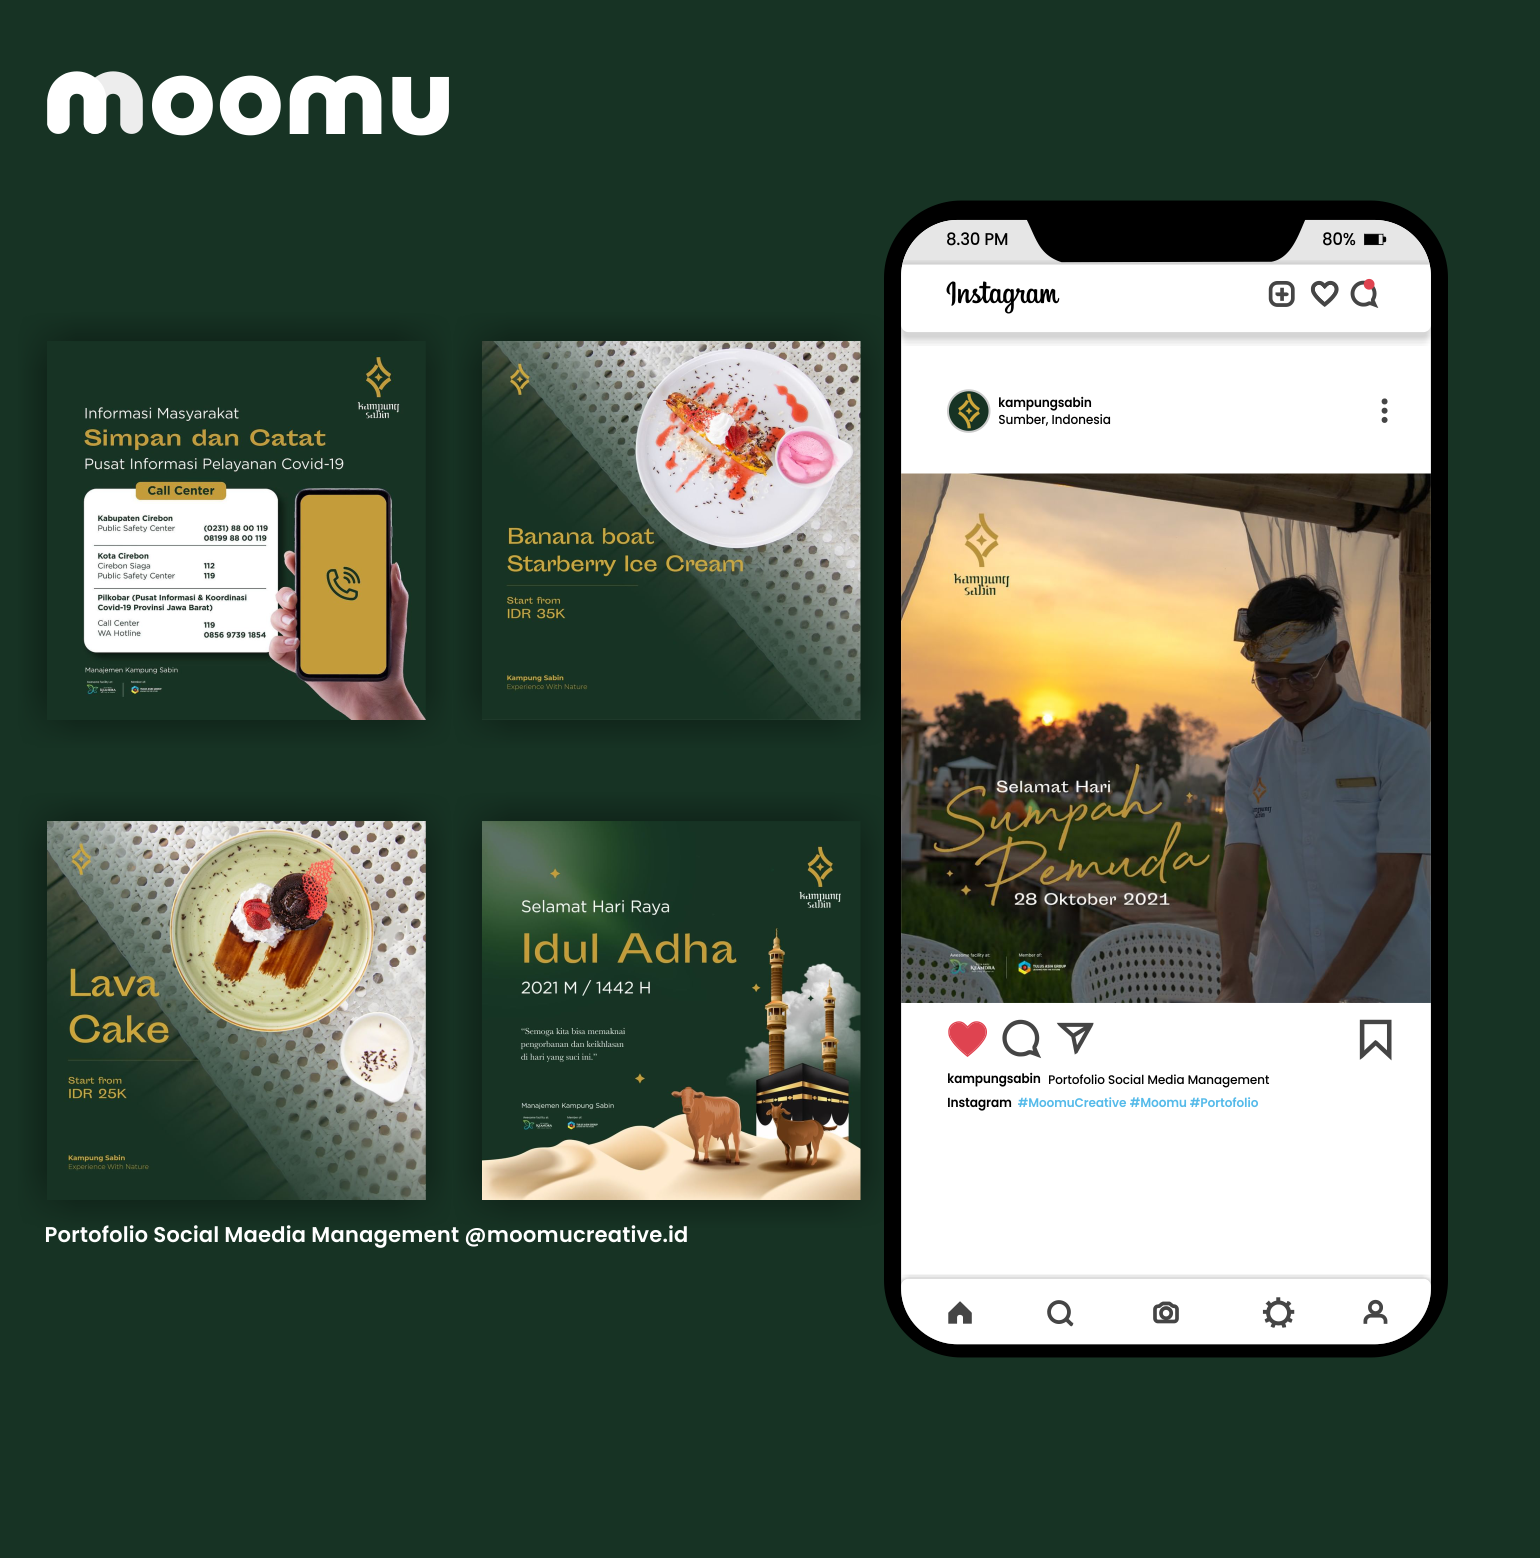 moomu
kampung
sabin
Informasi Masyarakat
Simpan dan Catat
Pusat Informasi Pelayanan Covid-19
Call Center
Kabupaten Cirebon
Public Safety Center (0231) 88 00 119
08199 88 00 119
Kota Cirebon
Cirebon Siaga 112
Public Safety Center 119
Pilkobar (Pusat Informasi & Koordinasi
Covid-19 Provinsi Jawa Barat)
Call Center 119
WA Hotline 0856 9739 1854
Manajemen Kampung Sabin
Banana boat
Starberry Ice Cream
Start from
IDR 35K
Kampung Sabin
Experience With Nature
Lava
Cake
Start from
IDR 25K
Kampung Sabin
Experience With Nature
kampung
sabin
Selamat Hari Raya
Idul Adha
2021 M / 1442 H
"Semoga kita bisa memaknai
pengorbanan dan keikhlasan
di hari yang suci ini."
Manajemen Kampung Sabin
Portofolio Social Maedia Management @moomucreative.id
8.30 PM 80%
Instagram
kampungsabin
Sumber, Indonesia
kampung
sabin
Selamat Hari
Sumpah
Pemuda
28 Oktober 2021
Awesome facility at: Member of:
kampungsabin Portofolio Social Media Management
Instagram #MoomuCreative #Moomu #Portofolio